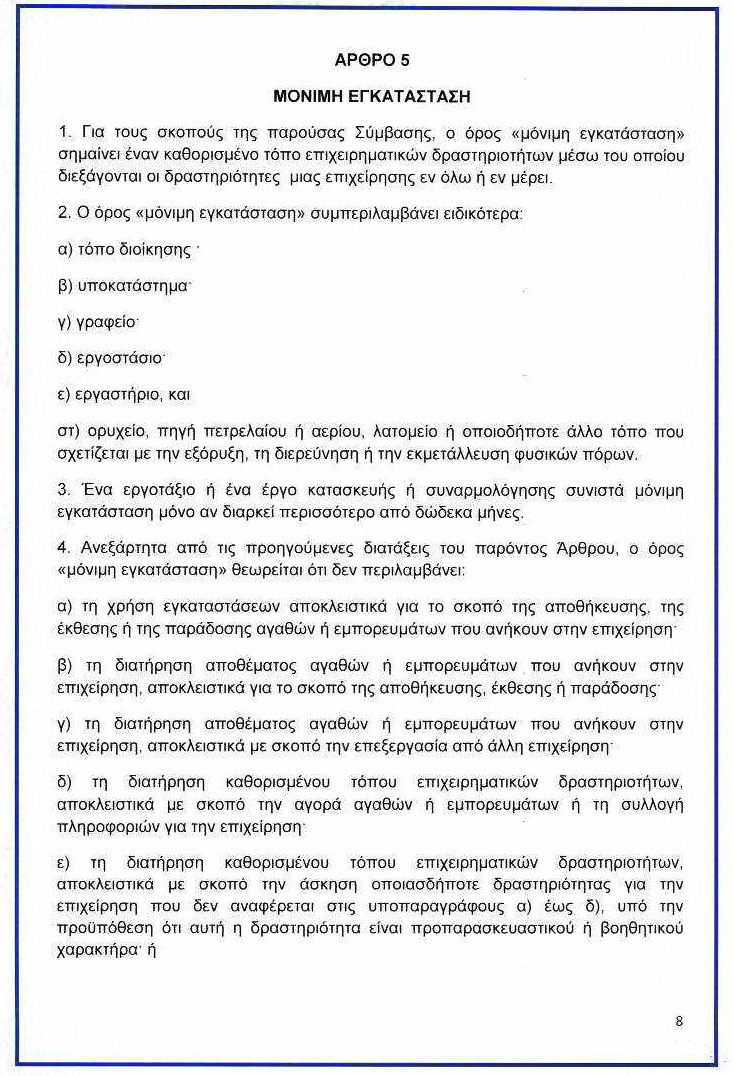 ΑΡΘΡΟ 5
ΜΟΝΙΜΗ ΕΓΚΑΤΑΣΤΑΣΗ
1. Για τους σκοπούς της παρούσας Σύμβασης, ο όρος «μόνιμη εγκατάσταση»
σημαίνει έναν καθορισμένο τόπο επιχειρηματικών δραστηριοτήτων μέσω του οποίου
διεξάγονται οι δραστηριότητες μιας επιχείρησης εν όλω ή εν μέρει.
2. Ο όρος «μόνιμη εγκατάσταση» συμπεριλαμβάνει ειδικότερα:
α) τόπο διοίκησης ·
β) υποκατάστημα·
γ) γραφείο·
δ) εργοστάσιο·
ε) εργαστήριο, και
στ) ορυχείο, πηγή πετρελαίου ή αερίου, λατομείο ή οποιοδήποτε άλλο τόπο που
σχετίζεται με την εξόρυξη, τη διερεύνηση ή την εκμετάλλευση φυσικών πόρων.
3. Ένα εργοτάξιο ή ένα έργο κατασκευής ή συναρμολόγησης συνιστά μόνιμη
εγκατάσταση μόνο αν διαρκεί περισσότερο από δώδεκα μήνες.
4. Ανεξάρτητα από τις προηγούμενες διατάξεις του παρόντος Άρθρου, ο όρος
«μόνιμη εγκατάσταση» θεωρείται ότι δεν περιλαμβάνει:
α) τη χρήση εγκαταστάσεων αποκλειστικά για το σκοπό της αποθήκευσης, της
έκθεσης ή της παράδοσης αγαθών ή εμπορευμάτων που ανήκουν στην επιχείρηση·
β) τη διατήρηση αποθέματος αγαθών ή εμπορευμάτων που ανήκουν στην
επιχείρηση, αποκλειστικά για το σκοπό της αποθήκευσης, έκθεσης ή παράδοσης·
γ) τη διατήρηση αποθέματος αγαθών ή εμπορευμάτων που ανήκουν στην
επιχείρηση, αποκλειστικά με σκοπό την επεξεργασία από άλλη επιχείρηση·
δ) τη διατήρηση καθορισμένου τόπου επιχειρηματικών δραστηριοτήτων,
αποκλειστικά με σκοπό την αγορά αγαθών ή εμπορευμάτων ή τη συλλογή
πληροφοριών για την επιχείρηση·
ε) τη διατήρηση καθορισμένου τόπου επιχειρηματικών δραστηριοτήτων,
αποκλειστικά με σκοπό την άσκηση οποιασδήποτε δραστηριότητας για την
επιχείρηση που δεν αναφέρεται στις υποπαραγράφους α) έως δ), υπό την
προϋπόθεση ότι αυτή η δραστηριότητα είναι προπαρασκευαστικού ή βοηθητικού
χαρακτήρα· ή
8